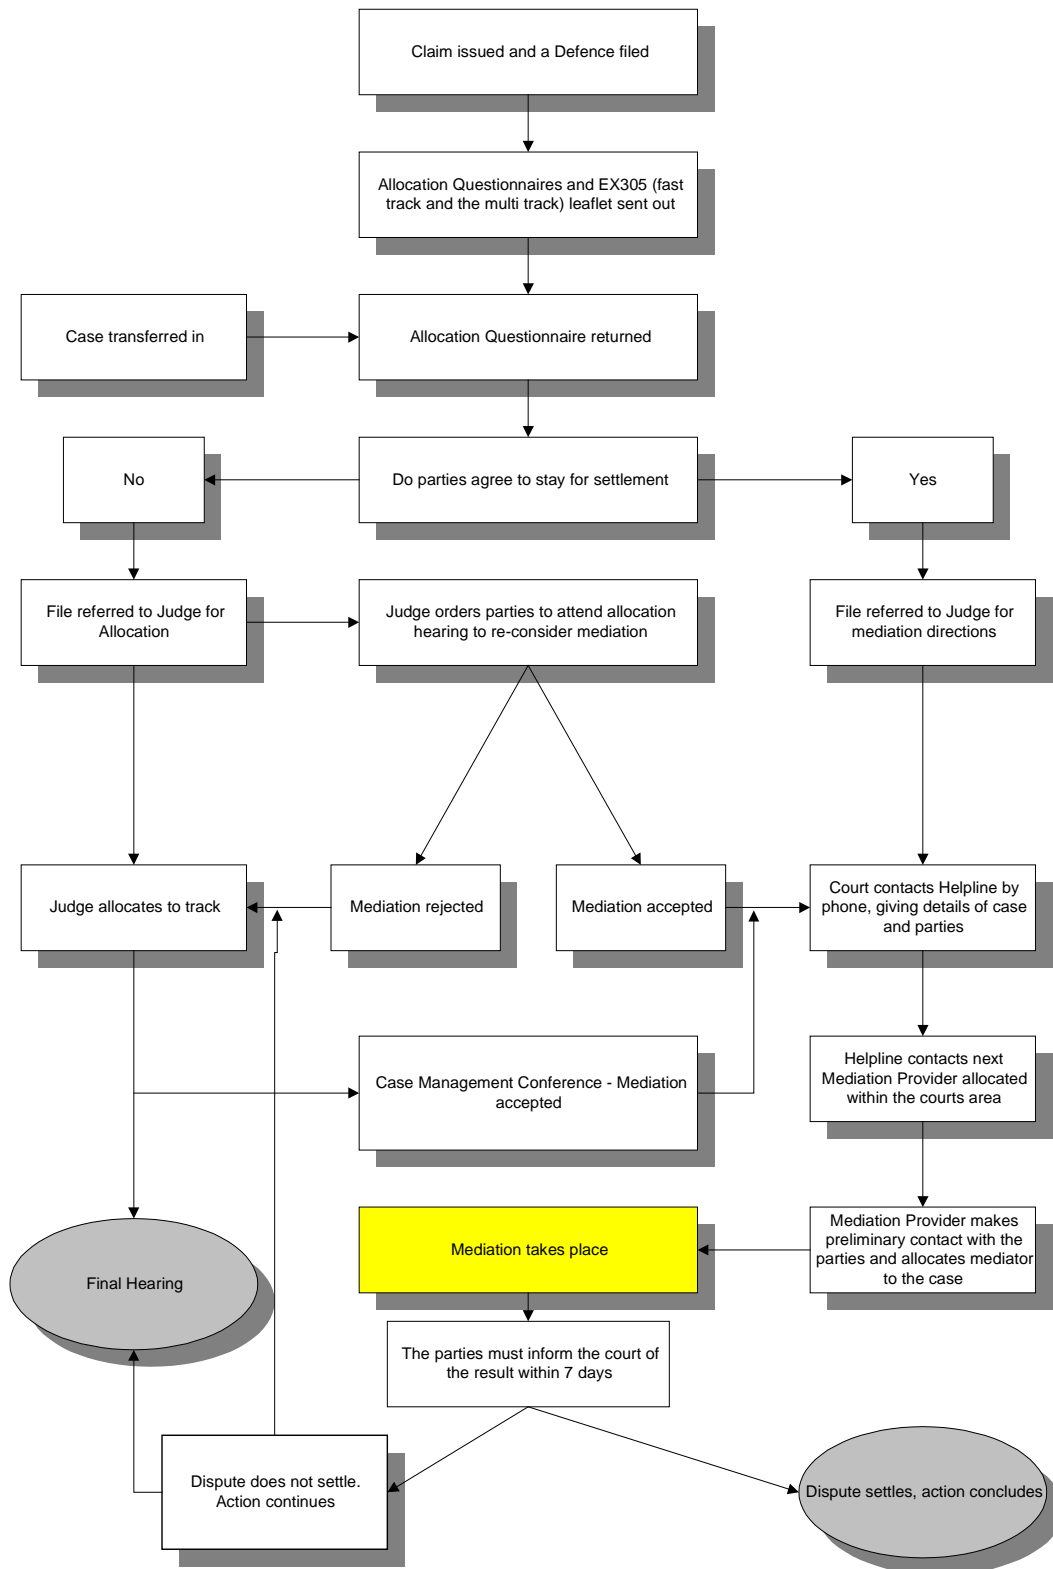 Claim issued and a Defence filed
Allocation Questionnaires and EX305 (fast
track and the multi track) leaflet sent out
Case transferred in
Allocation Questionnaire returned
No
Do parties agree to stay for settlement
Yes
File referred to Judge for
Allocation
Judge orders parties to attend allocation
hearing to re-consider mediation
File referred to Judge for
mediation directions
Judge allocates to track
Mediation rejected
Mediation accepted
Court contacts Helpline by
phone, giving details of case
and parties
Case Management Conference - Mediation
accepted
Helpline contacts next
Mediation Provider allocated
within the courts area
Final Hearing
Mediation takes place
Mediation Provider makes
preliminary contact with the
parties and allocates mediator
to the case
The parties must inform the court of
the result within 7 days
Dispute does not settle.
Action continues
Dispute settles, action concludes